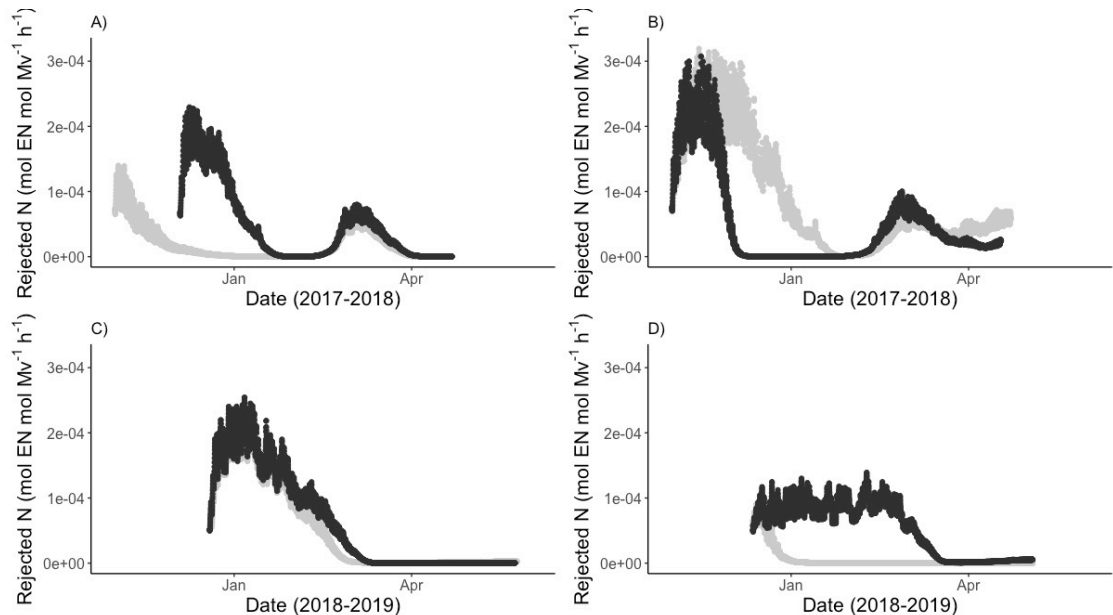 A)
Rejected N (mol EN mol Mv⁻¹ h⁻¹)
3e-04
2e-04
1e-04
0e+00
Jan
Apr
Date (2017-2018)
B)
Rejected N (mol EN mol Mv⁻¹ h⁻¹)
3e-04
2e-04
1e-04
0e+00
Jan
Apr
Date (2017-2018)
C)
Rejected N (mol EN mol Mv⁻¹ h⁻¹)
3e-04
2e-04
1e-04
0e+00
Jan
Apr
Date (2018-2019)
D)
Rejected N (mol EN mol Mv⁻¹ h⁻¹)
3e-04
2e-04
1e-04
0e+00
Jan
Apr
Date (2018-2019)